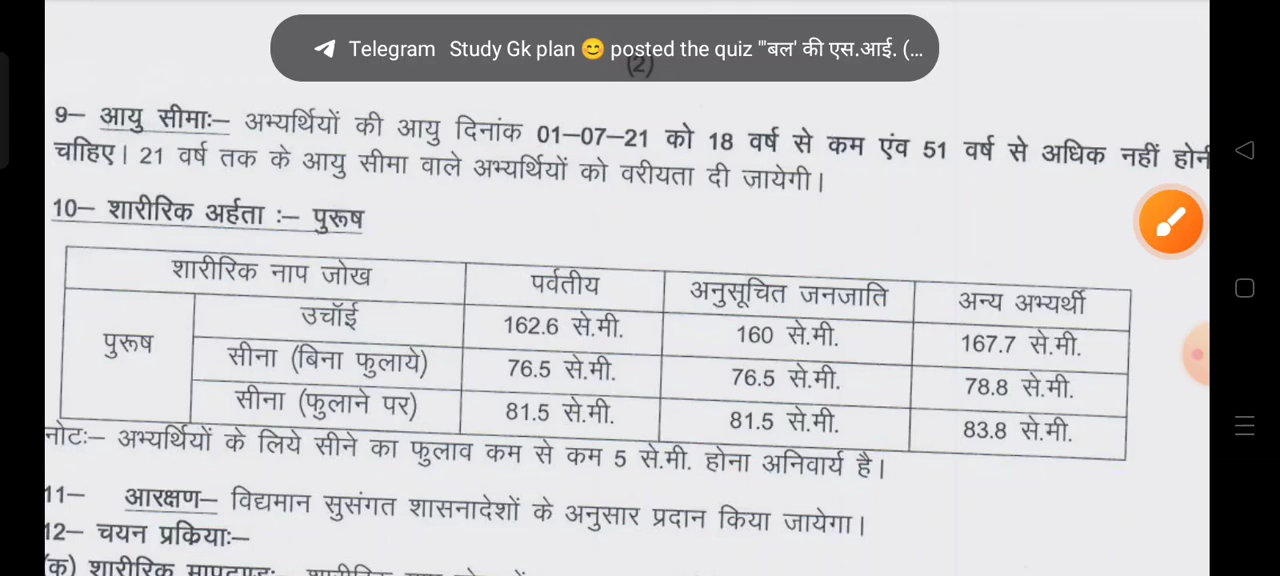 Telegram Study Gk plan 😊 posted the quiz "'बल' की एस.आई. (...
(2)
9– आयु सीमाः– अभ्यर्थियों की आयु दिनांक 01–07–21 को 18 वर्ष से कम एंव 51 वर्ष से अधिक नहीं
चहिए। 21 वर्ष तक के आयु सीमा वाले अभ्यर्थियों को वरीयता दी जायेगी।
10– शारीरिक अर्हता :– पुरूष
शारीरिक नाप जोख पर्वतीय अनुसूचित जनजाति अन्य अभ्यर्थी
पुरूष उचॉई 162.6 से.मी. 160 से.मी. 167.7 से.मी.
सीना (बिना फुलाये) 76.5 से.मी. 76.5 से.मी. 78.8 से.मी.
सीना (फुलाने पर) 81.5 से.मी. 81.5 से.मी. 83.8 से.मी.
नोटः– अभ्यर्थियों के लिये सीने का फुलाव कम से कम 5 से.मी. होना अनिवार्य है।
11– आरक्षण– विद्यमान सुसंगत शासनादेशों के अनुसार प्रदान किया जायेगा।
12– चयन प्रकियाः–
(क) शारीरिक